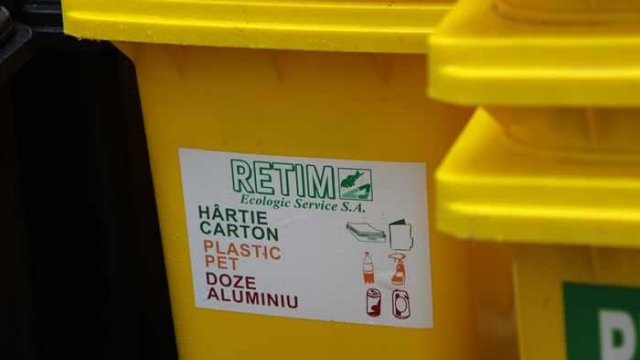 RETIM
Ecologic Service S.A.
HÂRTIE
CARTON
PLASTIC
PET
DOZE
ALUMINIU